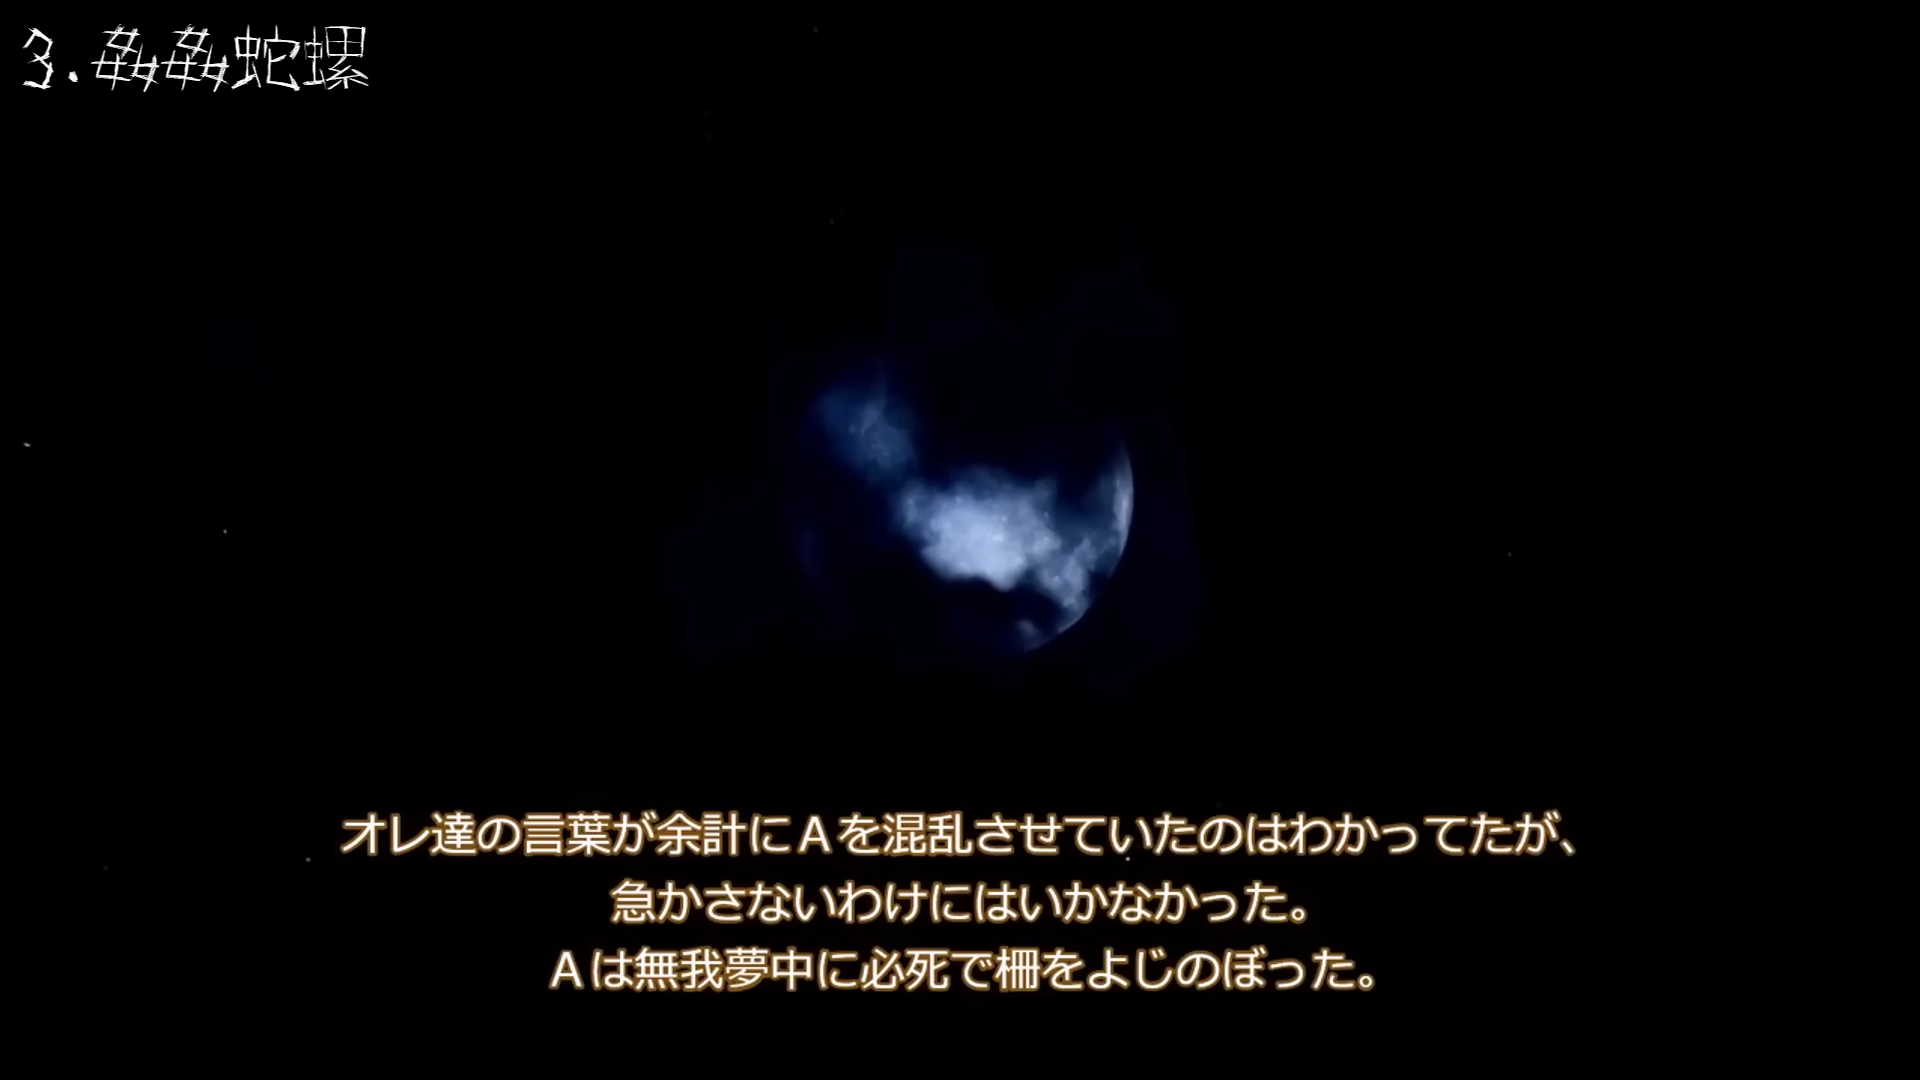 3.姦姦蛇螺
オレ達の言葉が余計にAを混乱させていたのはわかってたが、
急かさないわけにはいかなかった。
Aは無我夢中に必死で柵をよじのぼった。